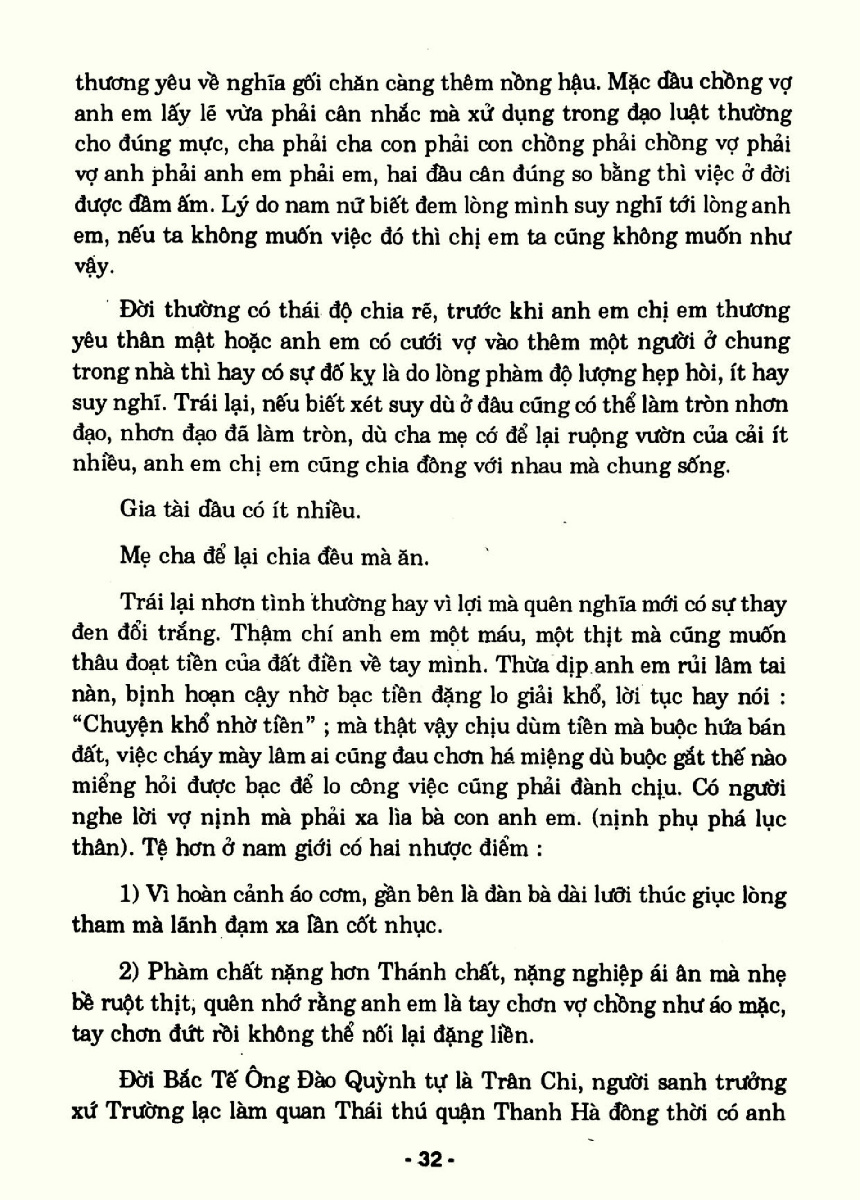 thương yêu về nghĩa gối chăn càng thêm nồng hậu. Mặc dầu chồng vợ
anh em lấy lẽ vừa phải cân nhắc mà xử dụng trong đạo luật thường
cho đúng mực, cha phải cha con phải con chồng phải chồng vợ phải
vợ anh phải anh em phải em, hai đầu cân đúng so bằng thì việc ở đời
được đầm ấm. Lý do nam nữ biết đem lòng mình suy nghĩ tới lòng anh
em, nếu ta không muốn việc đó thì chị em ta cũng không muốn như
vậy.
Đời thường có thái độ chia rẽ, trước khi anh em chị em thương
yêu thân mật hoặc anh em có cưới vợ vào thêm một người ở chung
trong nhà thì hay có sự đố kỵ là do lòng phàm độ lượng hẹp hòi, ít hay
suy nghĩ. Trái lại, nếu biết xét suy dù ở đâu cũng có thể làm tròn nhơn
đạo, nhơn đạo đã làm tròn, dù cha mẹ có để lại ruộng vườn của cải ít
nhiều, anh em chị em cũng chia đồng với nhau mà chung sống.
Gia tài dầu có ít nhiều.
Mẹ cha để lại chia đều mà ăn.
Trái lại nhơn tình thường hay vì lợi mà quên nghĩa mới có sự thay
đen đổi trắng. Thậm chí anh em một máu, một thịt mà cũng muốn
thâu đoạt tiền của đất điền về tay mình. Thừa dịp anh em rủi lâm tai
nàn, bịnh hoạn cậy nhờ bạc tiền đặng lo giải khổ, lời tục hay nói :
“Chuyện khổ nhờ tiền” ; mà thật vậy chịu dùm tiền mà buộc hứa bán
đất, việc cháy mày lâm ai cũng đau chơn há miệng dù buộc gắt thế nào
miểng hỏi được bạc để lo công việc cũng phải đành chịu. Có người
nghe lời vợ nịnh mà phải xa lìa bà con anh em. (nịnh phụ phá lục
thân). Tệ hơn ở nam giới có hai nhược điểm :
1) Vì hoàn cảnh áo cơm, gần bên là đàn bà dài lưỡi thúc giục lòng
tham mà lãnh đạm xa lần cốt nhục.
2) Phàm chất nặng hơn Thánh chất, nặng nghiệp ái ân mà nhẹ
bề ruột thịt, quên nhớ rằng anh em là tay chơn vợ chồng như áo mặc,
tay chơn đứt rồi không thể nối lại đặng liền.
Đời Bắc Tế Ông Đào Quỳnh tự là Trân Chi, người sanh trưởng
xứ Trường lạc làm quan Thái thú quận Thanh Hà đồng thời có anh
- 32 -